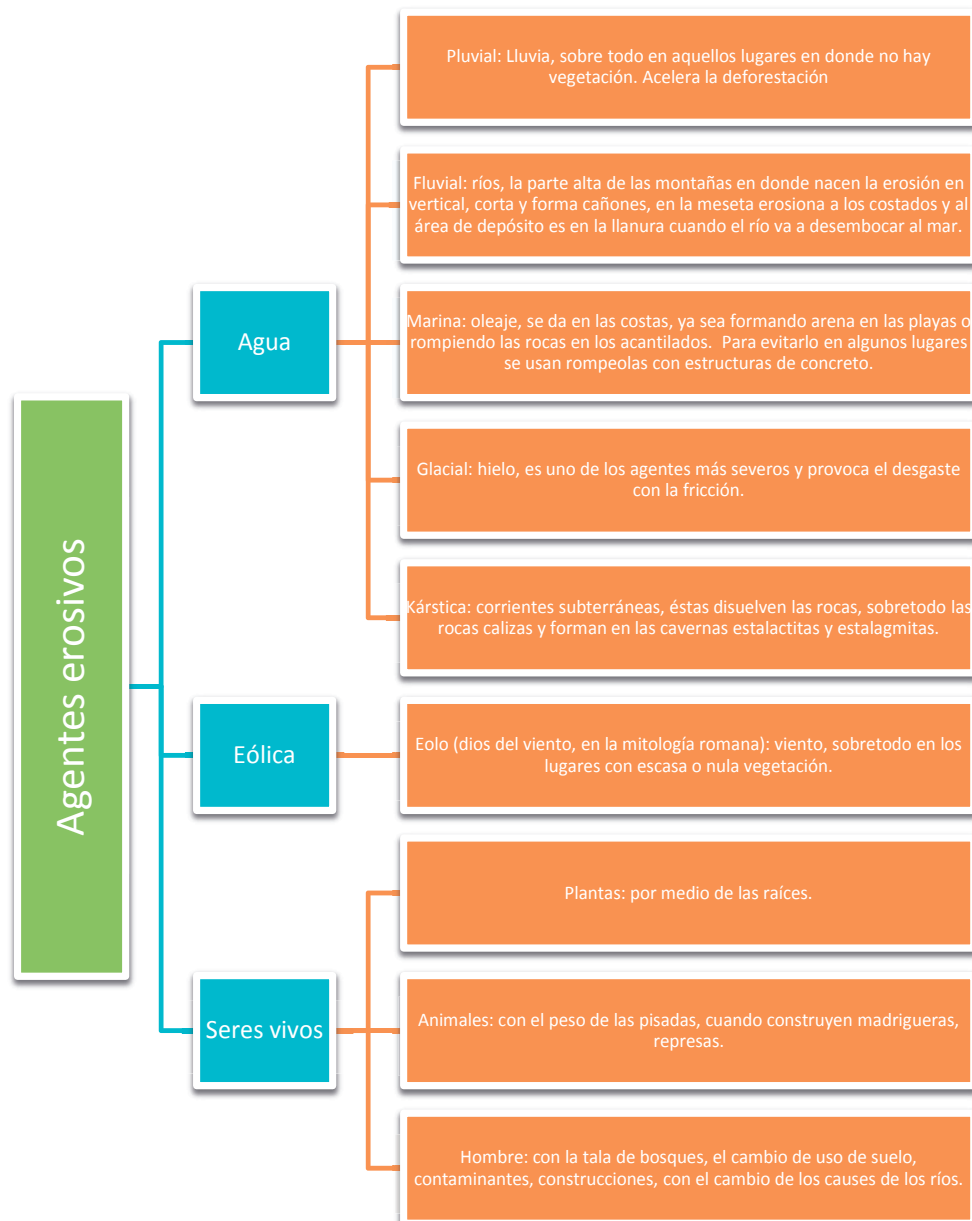 Agentes erosivos
Agua
Pluvial: Lluvia, sobre todo en aquellos lugares en donde no hay
vegetación. Acelera la deforestación
Fluvial: ríos, la parte alta de las montañas en donde nacen la erosión en
vertical, corta y forma cañones, en la meseta erosiona a los costados y al
área de depósito es en la llanura cuando el río va a desembocar al mar.
Marina: oleaje, se da en las costas, ya sea formando arena en las playas o
rompiendo las rocas en los acantilados. Para evitarlo en algunos lugares
se usan rompeolas con estructuras de concreto.
Glacial: hielo, es uno de los agentes más severos y provoca el desgaste
con la fricción.
Kárstica: corrientes subterráneas, éstas disuelven las rocas, sobretodo las
rocas calizas y forman en las cavernas estalactitas y estalagmitas.
Eólica
Eolo (dios del viento, en la mitología romana): viento, sobretodo en los
lugares con escasa o nula vegetación.
Seres vivos
Plantas: por medio de las raíces.
Animales: con el peso de las pisadas, cuando construyen madrigueras,
represas.
Hombre: con la tala de bosques, el cambio de uso de suelo,
contaminantes, construcciones, con el cambio de los causes de los ríos.